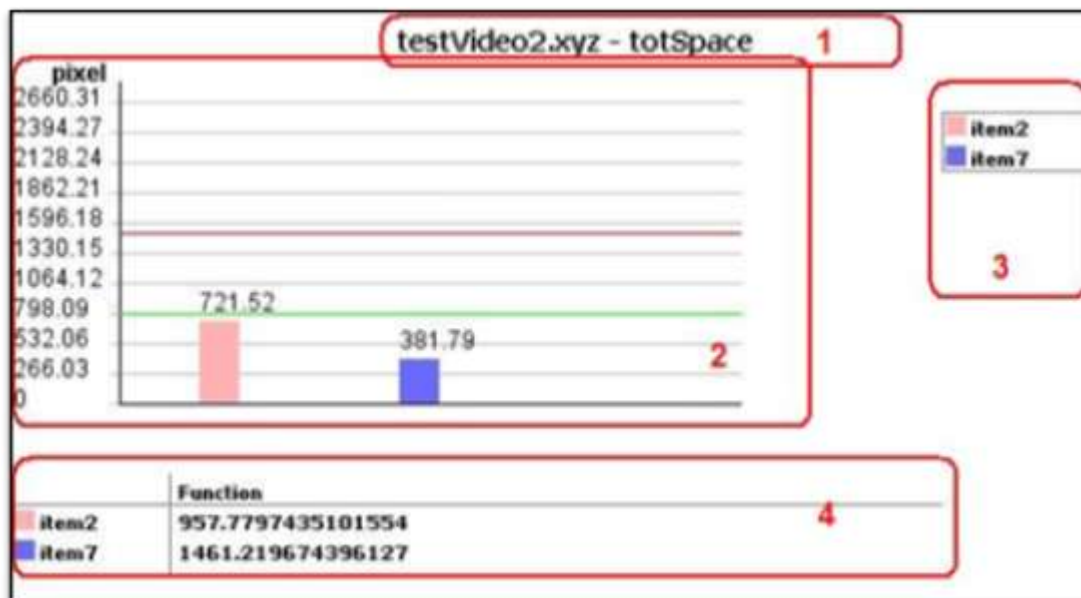 testVideo2.xyz - totSpace 1
pixel
2660.31
2394.27
2128.24
1862.21
1596.18
1330.15
1064.12
798.09
532.06
266.03
0
721.52
381.79
2
item2
item7
3
Function
item2 957.7797435101554
item7 1461.219674396127
4